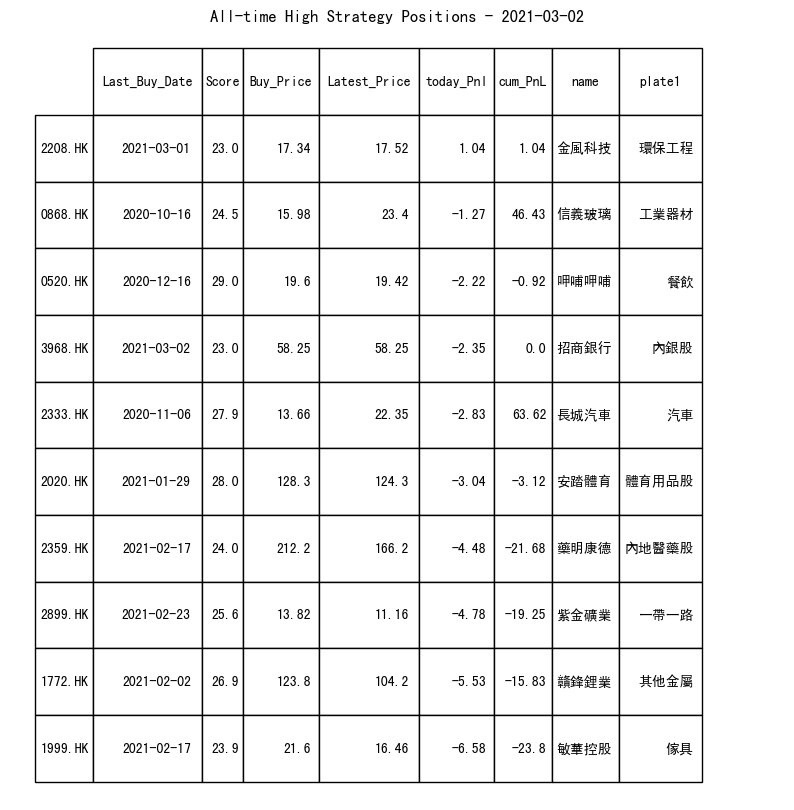 All-time High Strategy Positions - 2021-03-02
Last_Buy_Date Score Buy_Price Latest_Price today_Pnl cum_PnL name plate1
2208.HK 2021-03-01 23.0 17.34 17.52 1.04 1.04 金風科技 環保工程
0868.HK 2020-10-16 24.5 15.98 23.4 -1.27 46.43 信義玻璃 工業器材
0520.HK 2020-12-16 29.0 19.6 19.42 -2.22 -0.92 呷哺呷哺 餐飲
3968.HK 2021-03-02 23.0 58.25 58.25 -2.35 0.0 招商銀行 內銀股
2333.HK 2020-11-06 27.9 13.66 22.35 -2.83 63.62 長城汽車 汽車
2020.HK 2021-01-29 28.0 128.3 124.3 -3.04 -3.12 安踏體育 體育用品股
2359.HK 2021-02-17 24.0 212.2 166.2 -4.48 -21.68 藥明康德 內地醫藥股
2899.HK 2021-02-23 25.6 13.82 11.16 -4.78 -19.25 紫金礦業 一帶一路
1772.HK 2021-02-02 26.9 123.8 104.2 -5.53 -15.83 贛鋒鋰業 其他金屬
1999.HK 2021-02-17 23.9 21.6 16.46 -6.58 -23.8 敏華控股 傢具